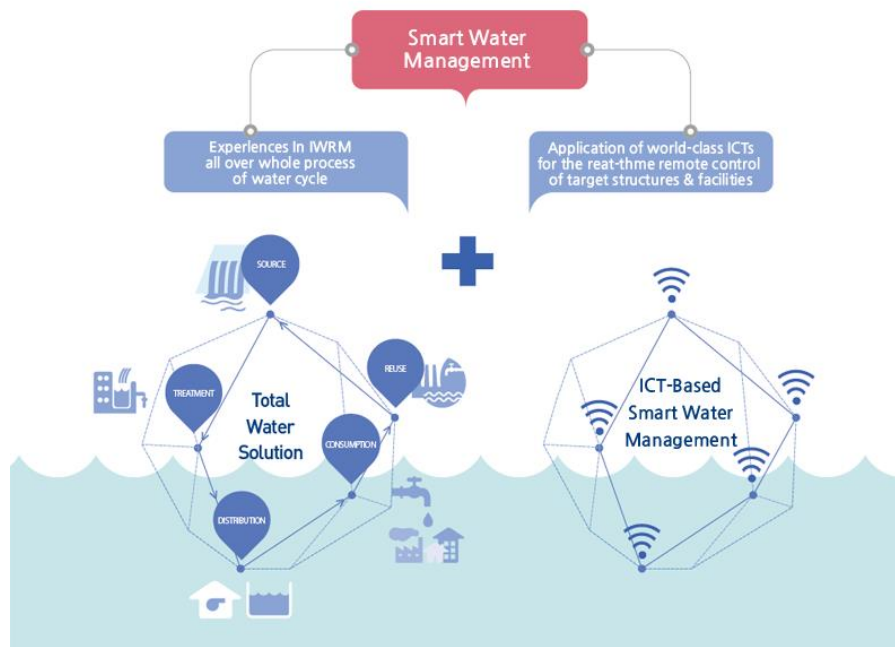 Smart Water
Management
Experiences In IWRM
all over whole process
of water cycle
Application of world-class ICTs
for the reat-thme remote control
of target structures & facilities
SOURCE
TREATMENT
REUSE
Total
Water
Solution
CONSUMPTION
DISTRIBUTION
ICT-Based
Smart Water
Management